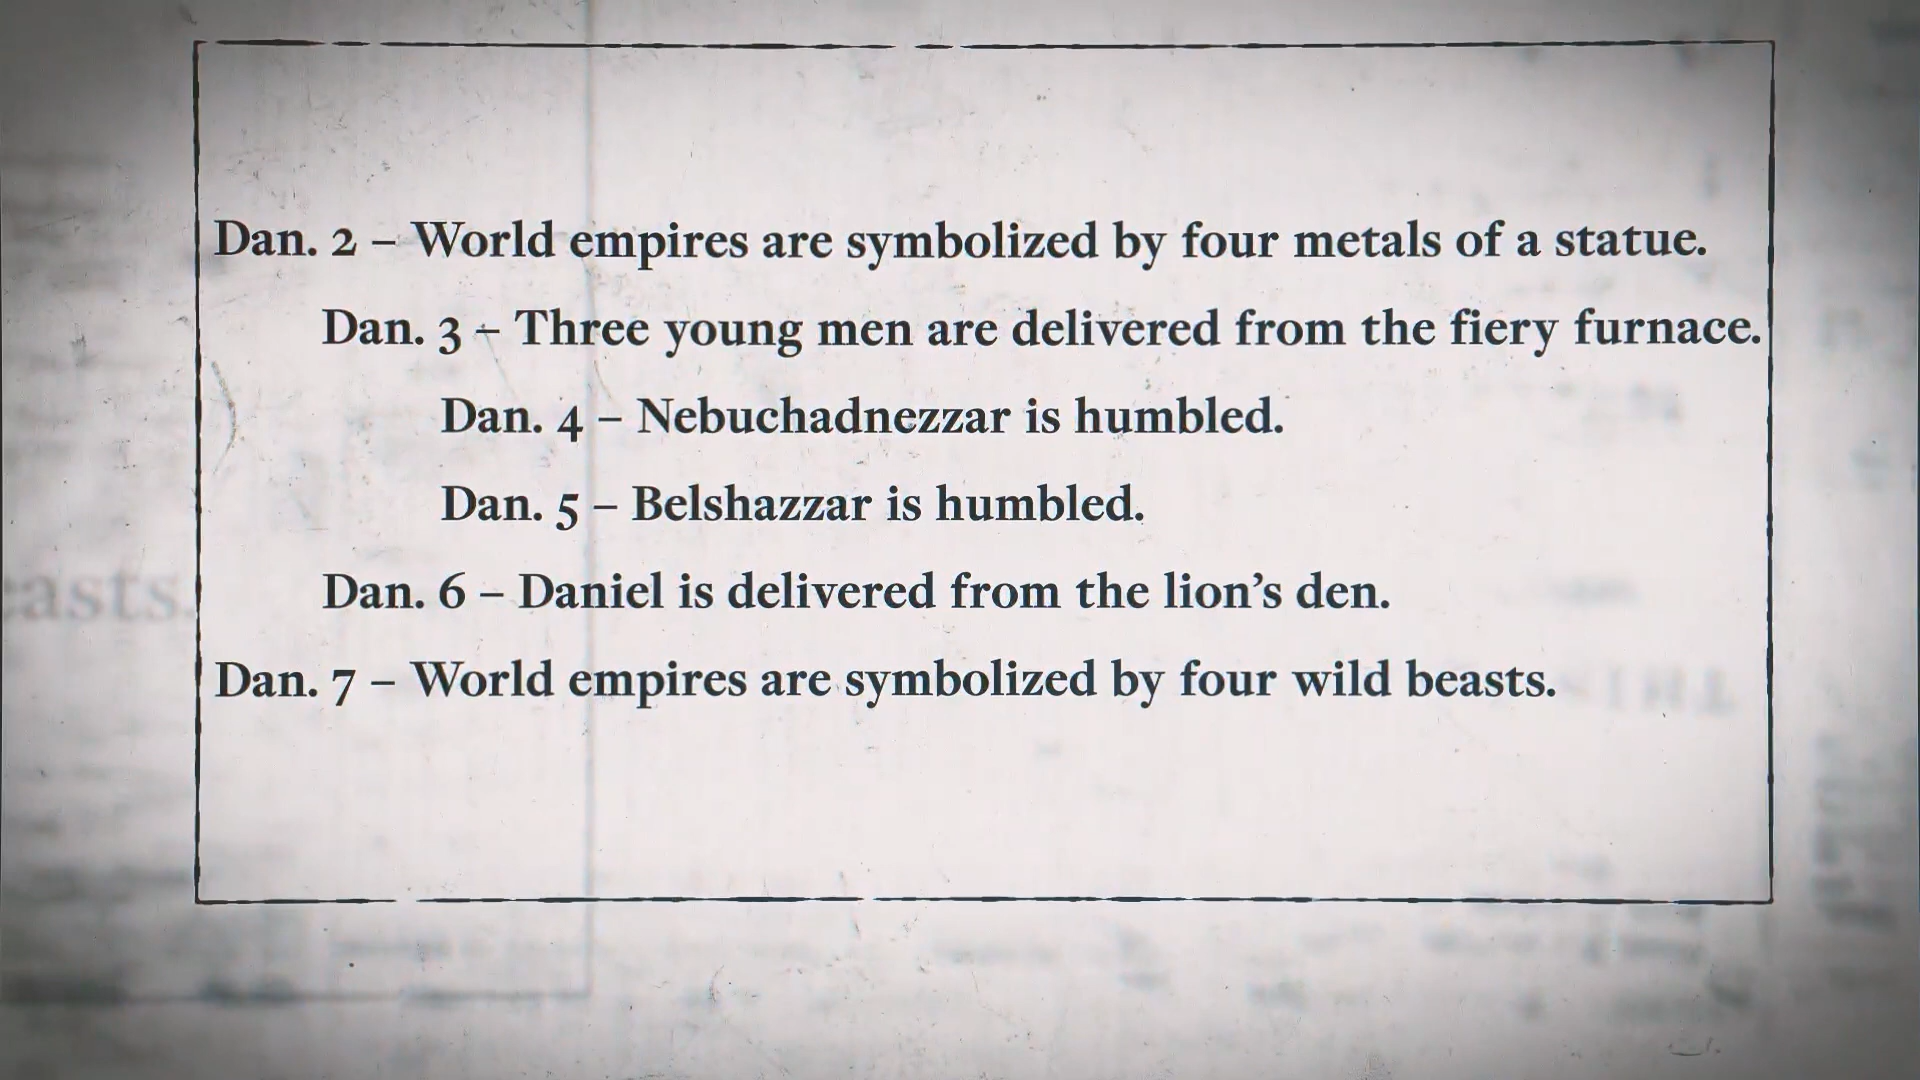 Dan. 2 – World empires are symbolized by four metals of a statue.
Dan. 3 – Three young men are delivered from the fiery furnace.
Dan. 4 – Nebuchadnezzar is humbled.
Dan. 5 – Belshazzar is humbled.
Dan. 6 – Daniel is delivered from the lion’s den.
Dan. 7 – World empires are symbolized by four wild beasts.